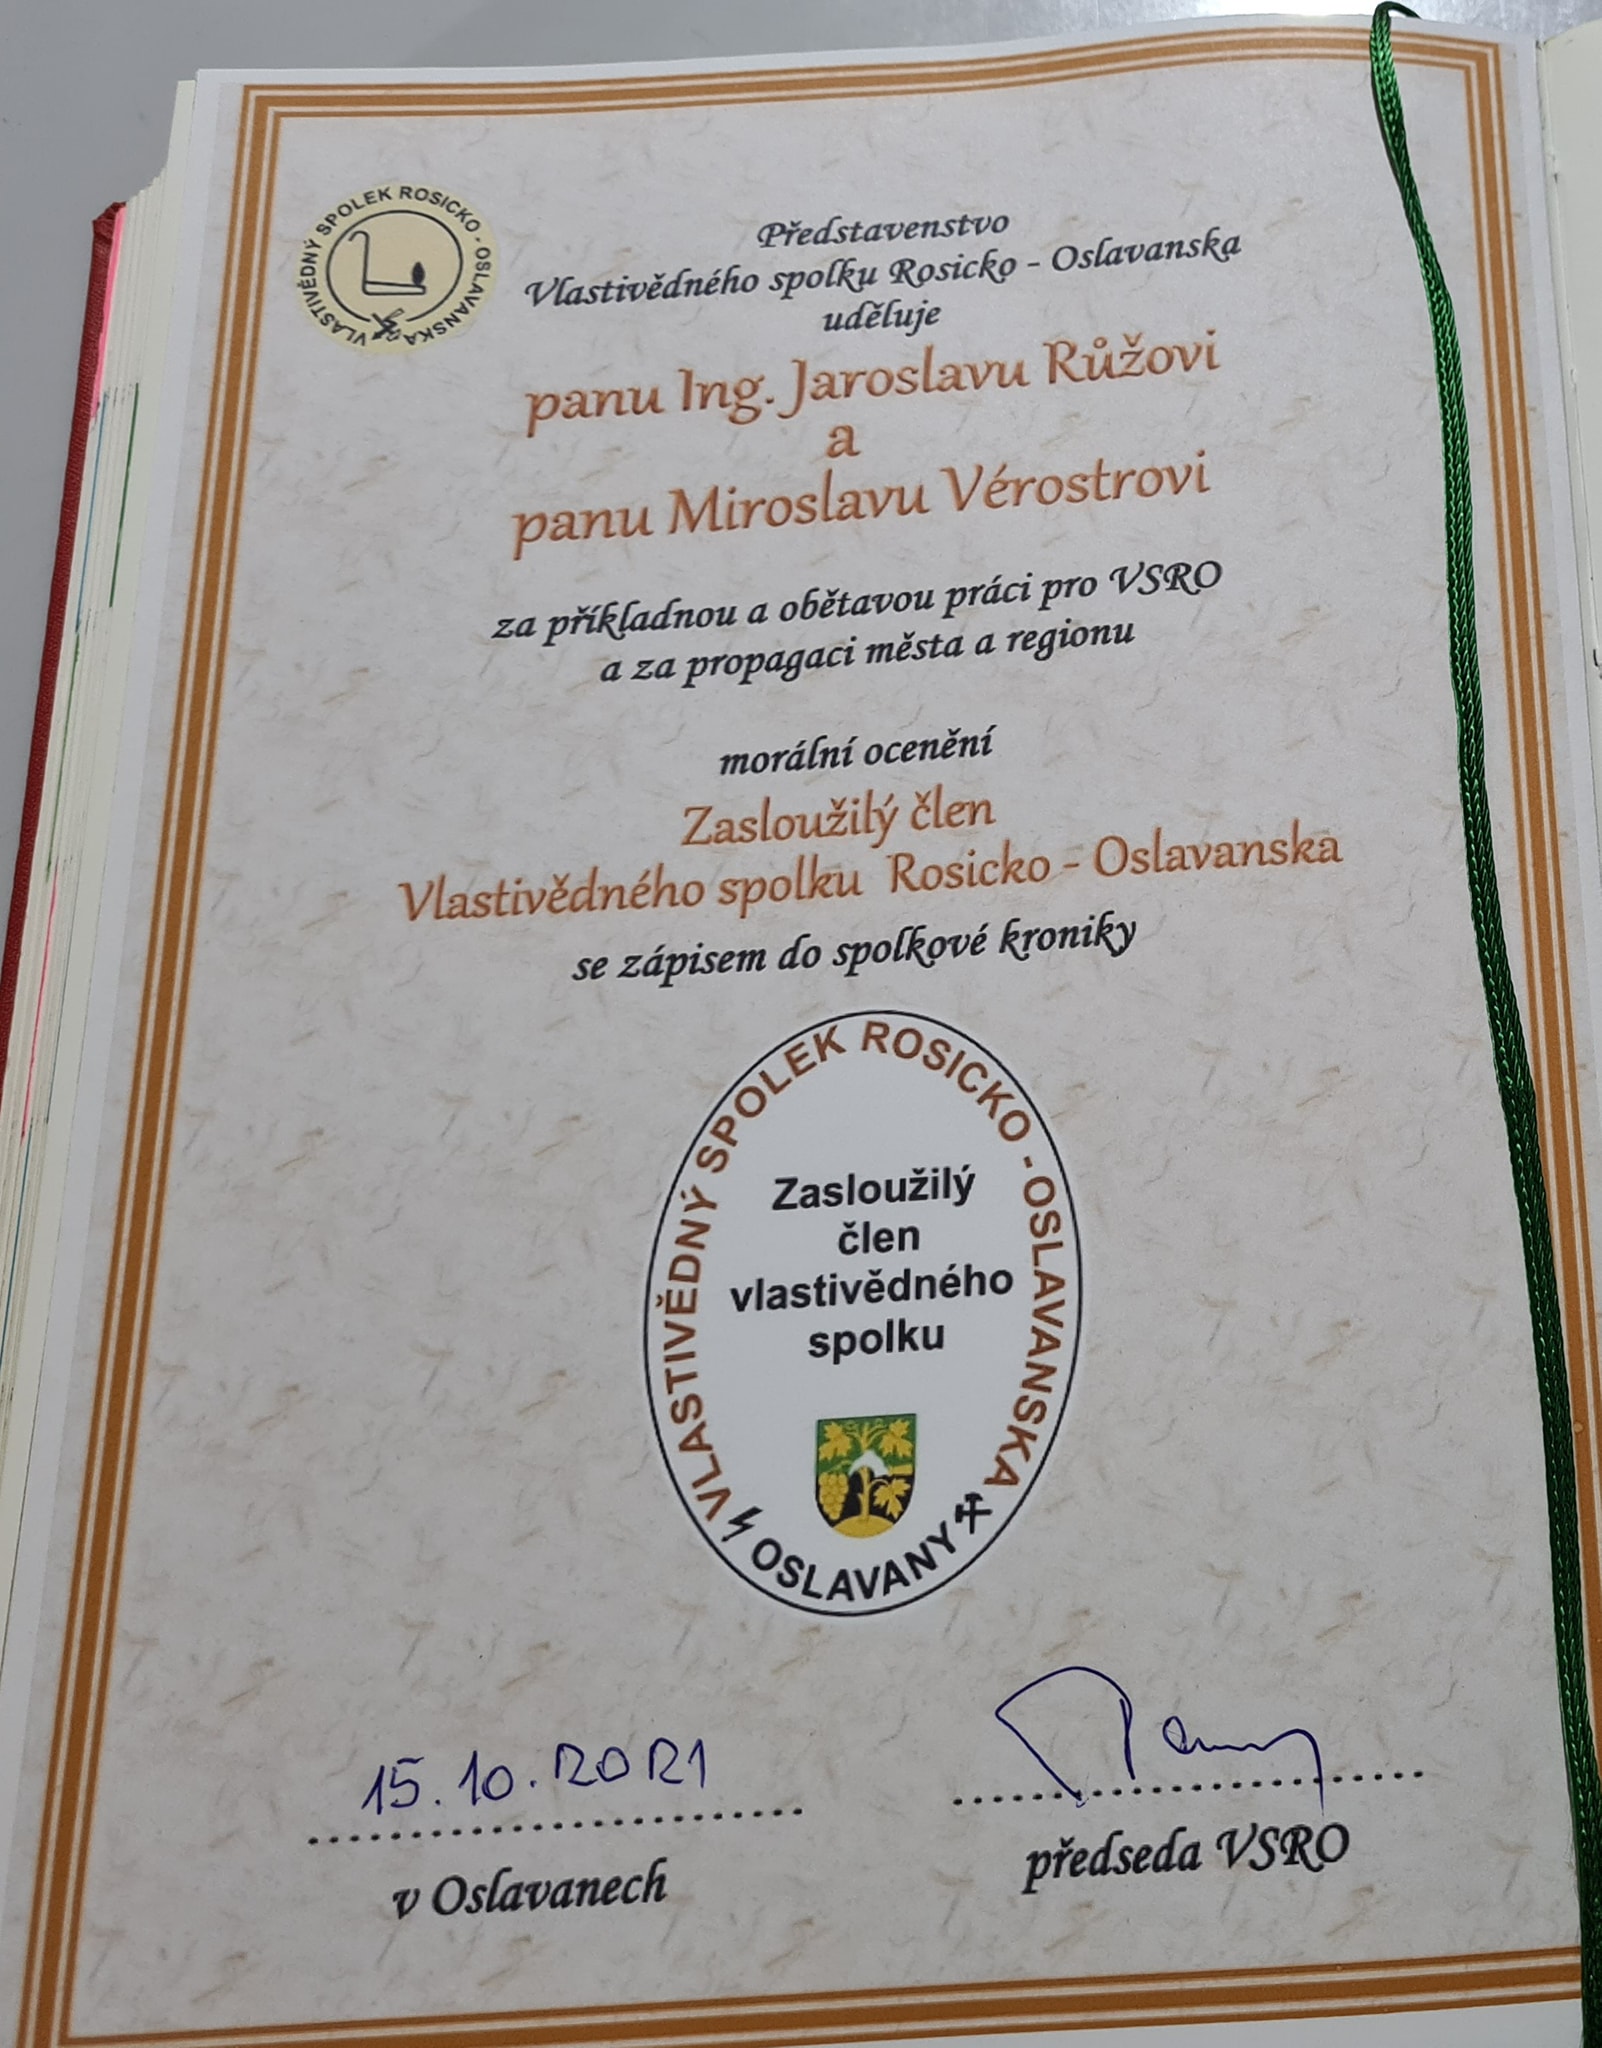 VLASTIVĚDNÝ SPOLEK ROSICKO - OSLAVANSKA
Představenstvo
Vlastivědného spolku Rosicko - Oslavanska
uděluje
panu Ing. Jaroslavu Růžovi
a
panu Miroslavu Vérostrovi
za příkladnou a obětavou práci pro VSRO
a za propagaci města a regionu
morální ocenění
Zasloužilý člen
Vlastivědného spolku Rosicko - Oslavanska
se zápisem do spolkové kroniky
VLASTIVĚDNÝ SPOLEK ROSICKO - OSLAVANSKA
Zasloužilý
člen
vlastivědného
spolku
OSLAVANY
15.10.2021
v Oslavanech
předseda VSRO